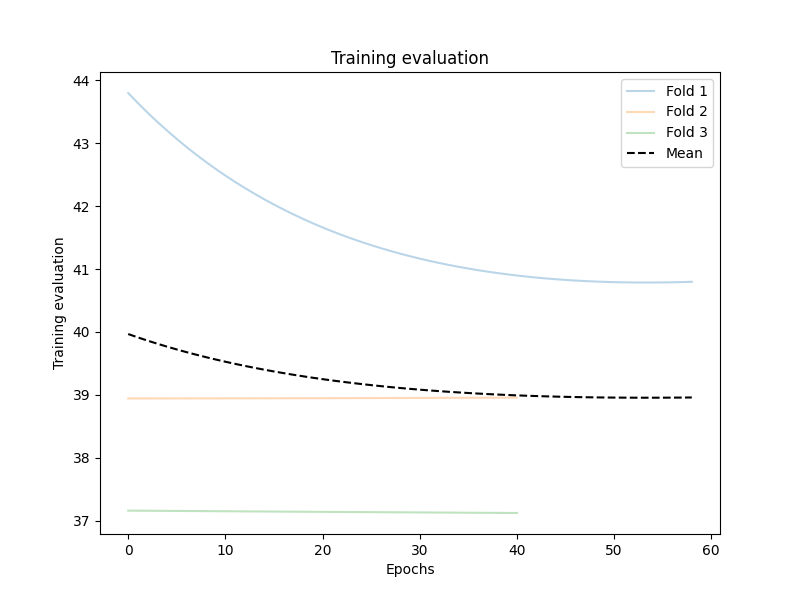 Training evaluation
44
43
42
41
40
39
38
37
Training evaluation
0 10 20 30 40 50 60
Epochs
Fold 1
Fold 2
Fold 3
Mean